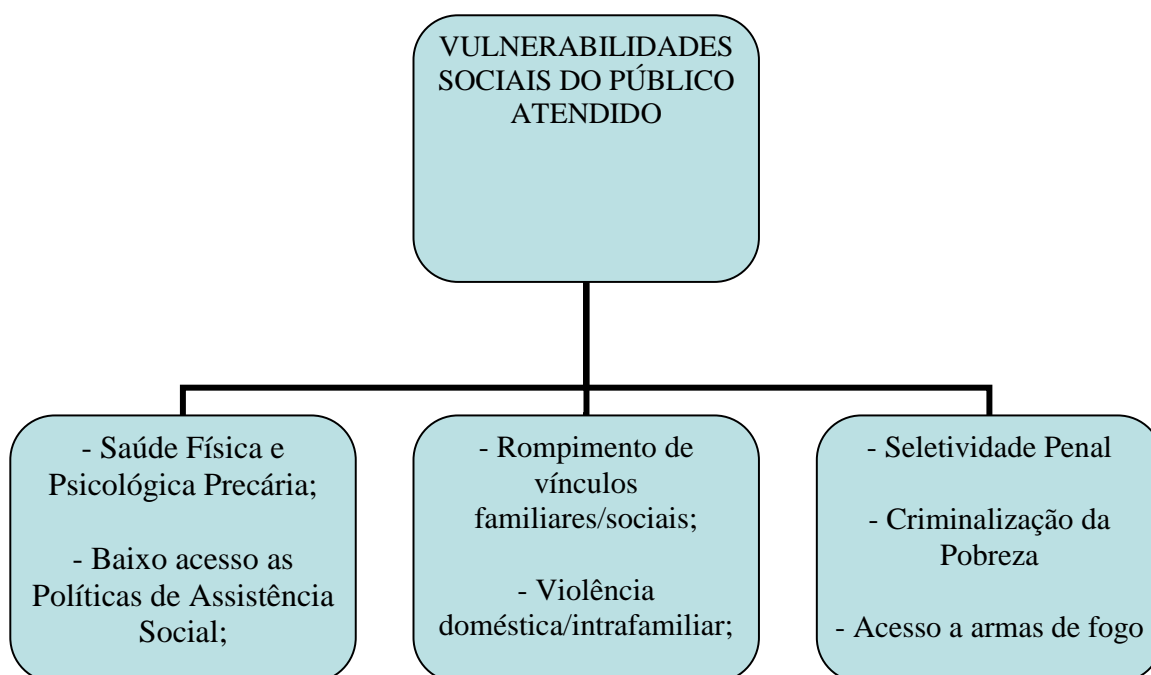 VULNERABILIDADES
SOCIAIS DO PÚBLICO
ATENDIDO
- Saúde Física e
Psicológica Precária;
- Baixo acesso as
Políticas de Assistência
Social;
- Rompimento de
vínculos
familiares/sociais;
- Violência
doméstica/intrafamiliar;
- Seletividade Penal
- Criminalização da
Pobreza
- Acesso a armas de fogo